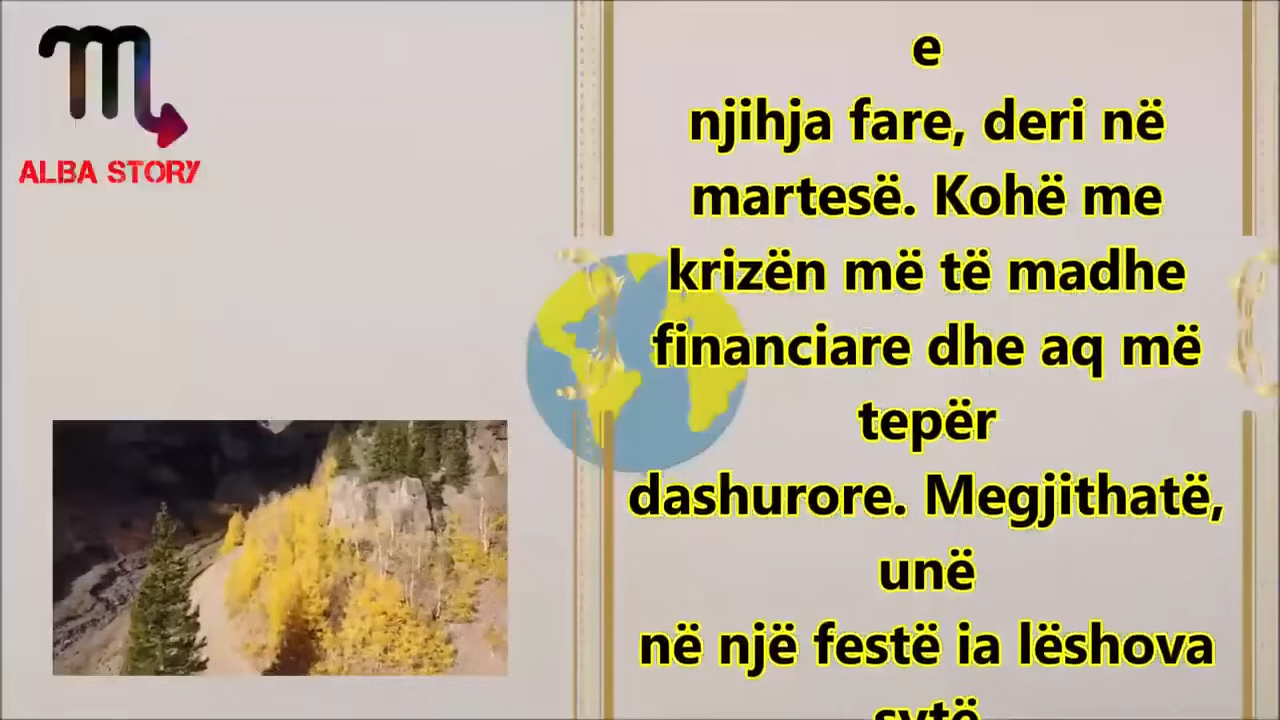 ALBA STORY
e
njihja fare, deri në
martesë. Kohë me
krizën më të madhe
financiare dhe aq më
tepër
dashurore. Megjithatë,
unë
në një festë ia lëshova
sytë